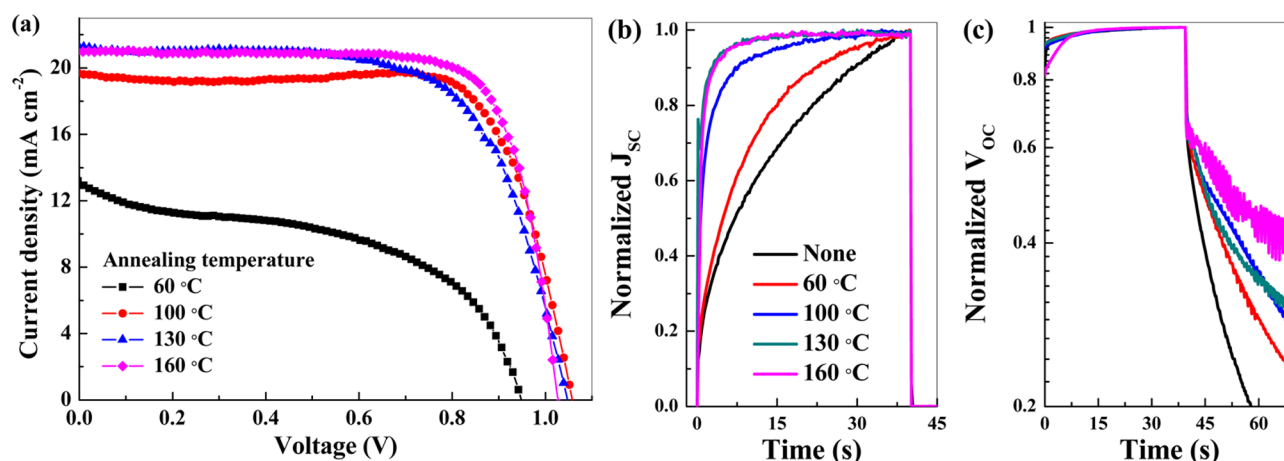 (a)
Current density (mA cm⁻²)
20
16
12
8
4
0
Annealing temperature
60 °C
100 °C
130 °C
160 °C
0.0 0.2 0.4 0.6 0.8 1.0
Voltage (V)
(b)
Normalized J_SC
1.0
0.8
0.6
0.4
0.2
0.0
None
60 °C
100 °C
130 °C
160 °C
0 15 30 45
Time (s)
(c)
Normalized V_OC
1
0.8
0.6
0.4
0.2
0 15 30 45 60
Time (s)